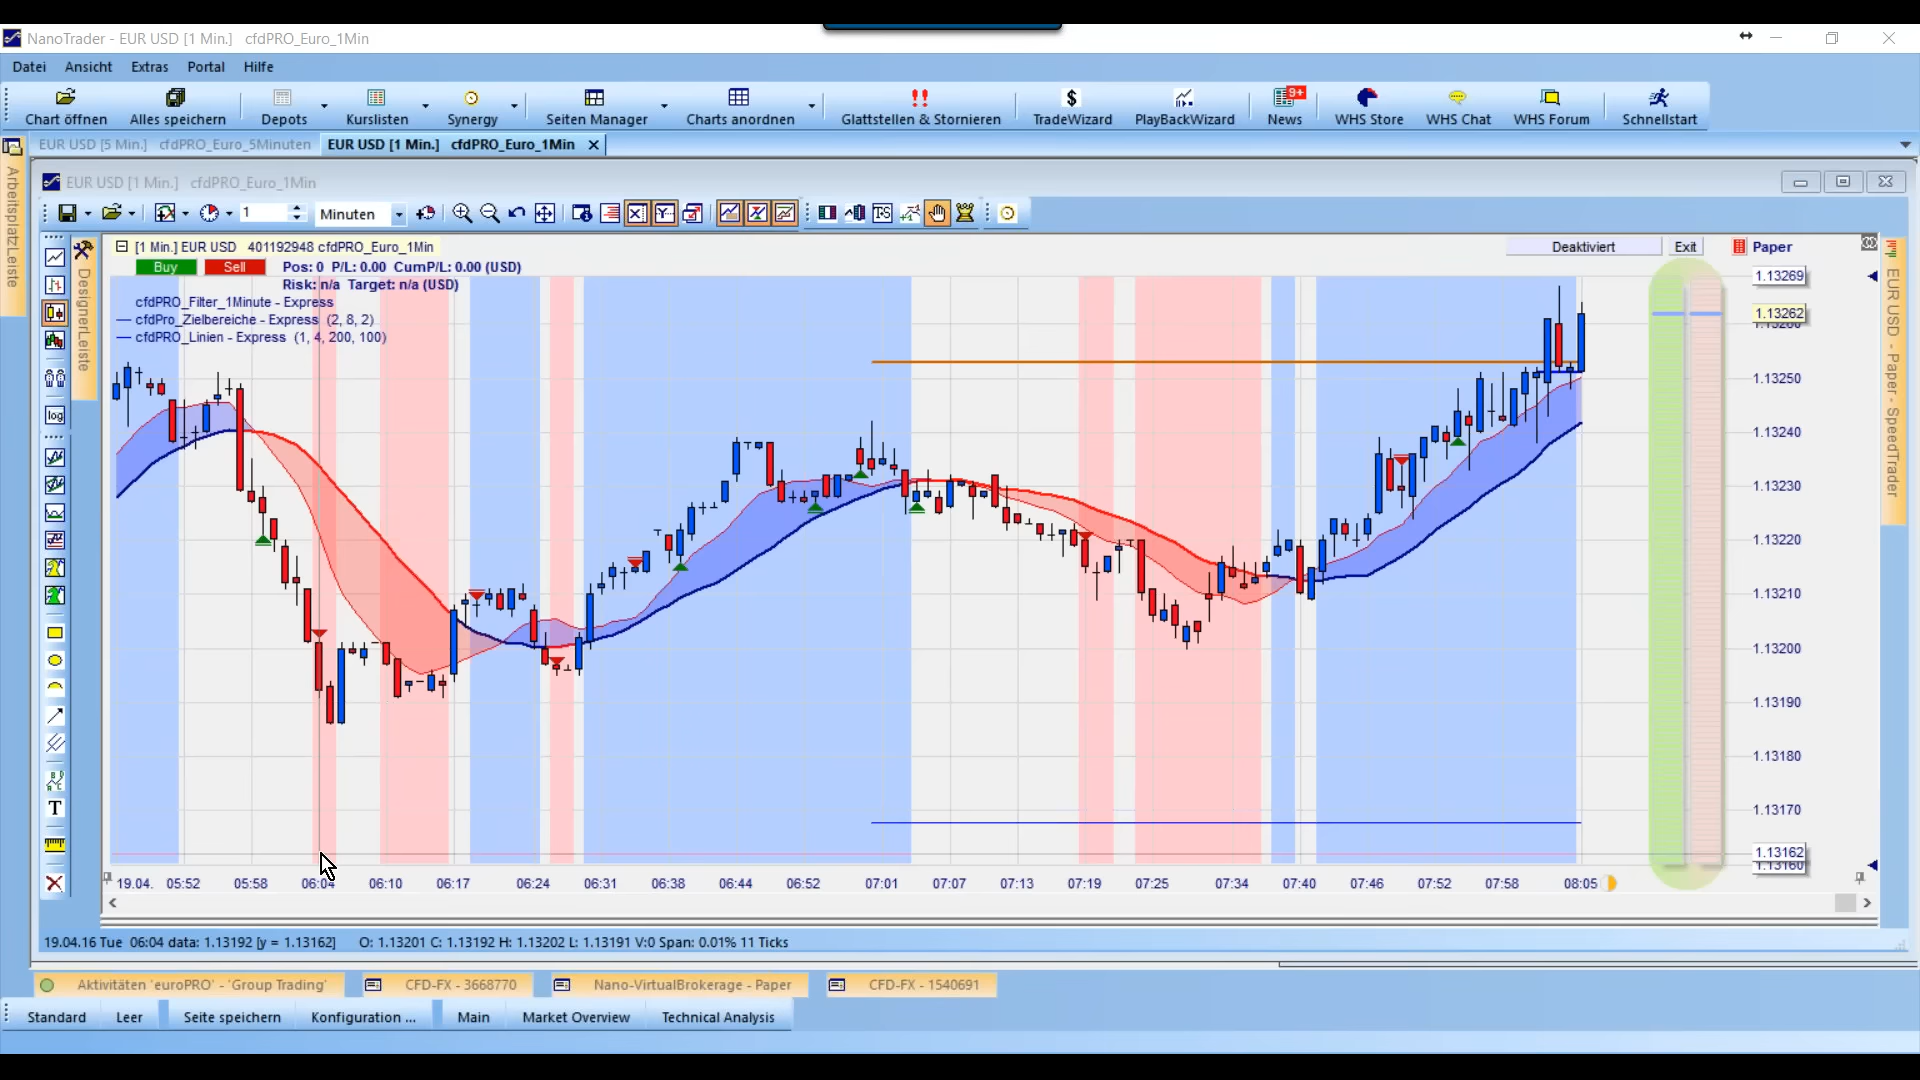 NanoTrader - EUR USD [1 Min.]   cfdPRO_Euro_1Min
Datei   Ansicht   Extras   Portal   Hilfe
Chart öffnen   Alles speichern   Depots   Kurslisten   Synergy   Seiten Manager   Charts anordnen   Glattstellen & Stornieren   TradeWizard   PlayBackWizard   9+   News   WHS Store   WHS Chat   WHS Forum   Schnellstart
EUR USD [5 Min.]   cfdPRO_Euro_5Minuten   EUR USD [1 Min.]   cfdPRO_Euro_1Min
ArbeitsplatzLeiste
EUR USD [1 Min.]   cfdPRO_Euro_1Min
1   Minuten   TS
DesignerLeiste
log
T
[1 Min.] EUR USD   401192948 cfdPRO_Euro_1Min   Deaktiviert   Exit   Paper
Buy   Sell   Pos: 0  P/L: 0.00  CumP/L: 0.00 (USD)
Risk: n/a  Target: n/a (USD)
cfdPRO_Filter_1Minute - Express
cfdPro_Zielbereiche - Express  (2, 8, 2)
cfdPRO_Linien - Express  (1, 4, 200, 100)
1.13269
1.13262
1.13260
1.13250
1.13240
1.13230
1.13220
1.13210
1.13200
1.13190
1.13180
1.13170
1.13162
1.13160
EUR USD - Paper - SpeedTrader
19.04.   05:52   05:58   06:04   06:10   06:17   06:24   06:31   06:38   06:44   06:52   07:01   07:07   07:13   07:19   07:25   07:34   07:40   07:46   07:52   07:58   08:05
19.04.16 Tue  06:04 data: 1.13192 [y = 1.13162]   O: 1.13201 C: 1.13192 H: 1.13202 L: 1.13191 V:0 Span: 0.01% 11 Ticks
Aktivitäten 'euroPRO' - 'Group Trading'   CFD-FX - 3668770   Nano-VirtualBrokerage - Paper   CFD-FX - 1540691
Standard   Leer   Seite speichern   Konfiguration ...   Main   Market Overview   Technical Analysis